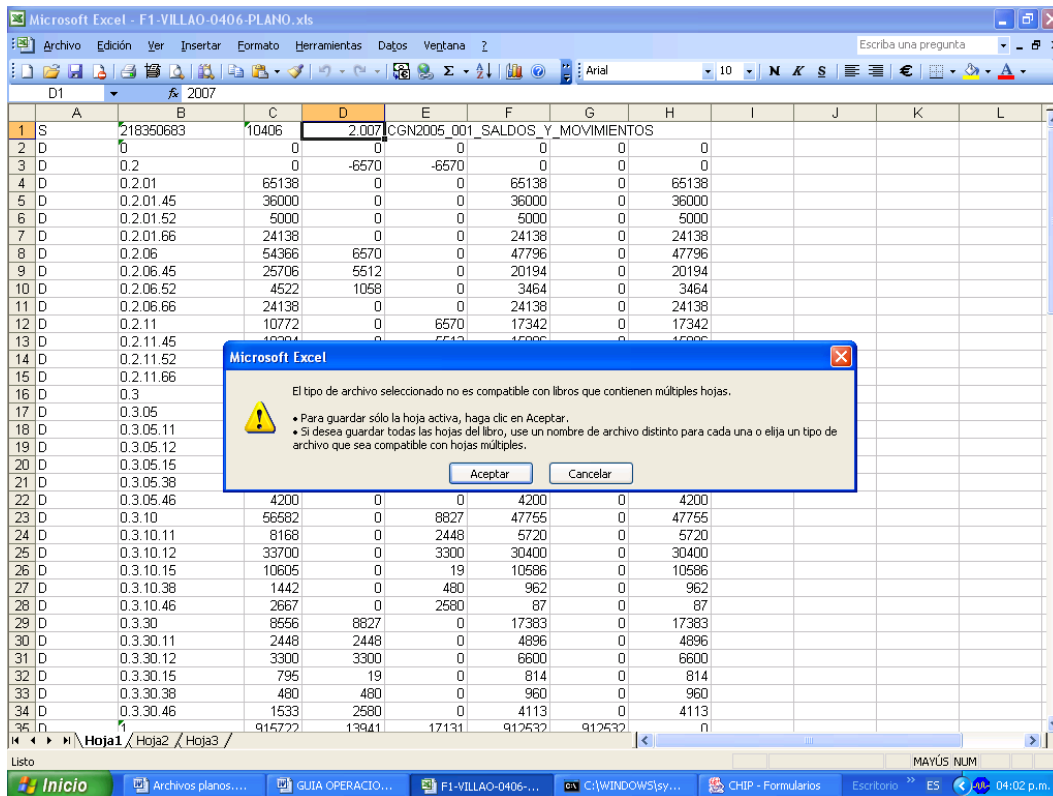 Microsoft Excel - F1-VILLAO-0406-PLANO.xls
Archivo Edición Ver Insertar Formato Herramientas Datos Ventana ? Escriba una pregunta
Arial 10 N K S €
D1 fx 2007
A B C D E F G H I J K L
1 S 218350683 10406 2.007 CGN2005_001_SALDOS_Y_MOVIMIENTOS
2 D 0 0 0 0 0 0 0
3 D 0.2 0 -6570 -6570 0 0 0
4 D 0.2.01 65138 0 0 65138 0 65138
5 D 0.2.01.45 36000 0 0 36000 0 36000
6 D 0.2.01.52 5000 0 0 5000 0 5000
7 D 0.2.01.66 24138 0 0 24138 0 24138
8 D 0.2.06 54366 6570 0 47796 0 47796
9 D 0.2.06.45 25706 5512 0 20194 0 20194
10 D 0.2.06.52 4522 1058 0 3464 0 3464
11 D 0.2.06.66 24138 0 0 24138 0 24138
12 D 0.2.11 10772 0 6570 17342 0 17342
13 D 0.2.11.45
14 D 0.2.11.52
15 D 0.2.11.66
16 D 0.3
17 D 0.3.05
18 D 0.3.05.11
19 D 0.3.05.12
20 D 0.3.05.15
21 D 0.3.05.38
Microsoft Excel
El tipo de archivo seleccionado no es compatible con libros que contienen múltiples hojas.
• Para guardar sólo la hoja activa, haga clic en Aceptar.
• Si desea guardar todas las hojas del libro, use un nombre de archivo distinto para cada una o elija un tipo de
archivo que sea compatible con hojas múltiples.
Aceptar Cancelar
22 D 0.3.05.46 4200 0 0 4200 0 4200
23 D 0.3.10 56582 0 8827 47755 0 47755
24 D 0.3.10.11 8168 0 2448 5720 0 5720
25 D 0.3.10.12 33700 0 3300 30400 0 30400
26 D 0.3.10.15 10605 0 19 10586 0 10586
27 D 0.3.10.38 1442 0 480 962 0 962
28 D 0.3.10.46 2667 0 2580 87 0 87
29 D 0.3.30 8556 8827 0 17383 0 17383
30 D 0.3.30.11 2448 2448 0 4896 0 4896
31 D 0.3.30.12 3300 3300 0 6600 0 6600
32 D 0.3.30.15 795 19 0 814 0 814
33 D 0.3.30.38 480 480 0 960 0 960
34 D 0.3.30.46 1533 2580 0 4113 0 4113
35 D 1 915722 13941 17131 912532 912532 0
Hoja1 Hoja2 Hoja3
Listo MAYÚS NUM
Inicio Archivos planos.... GUIA OPERACIO... F1-VILLAO-0406-... C:\WINDOWS\sy... CHIP - Formularios Escritorio ES 04:02 p.m.